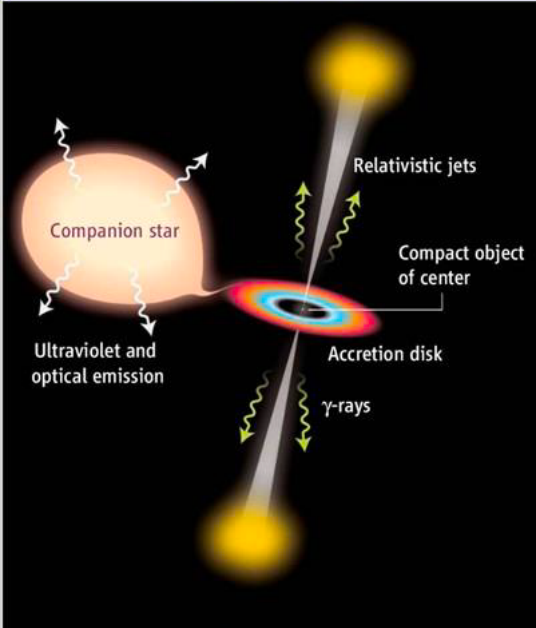 Relativistic jets
Companion star
Compact object
of center
Ultraviolet and
optical emission
Accretion disk
γ-rays